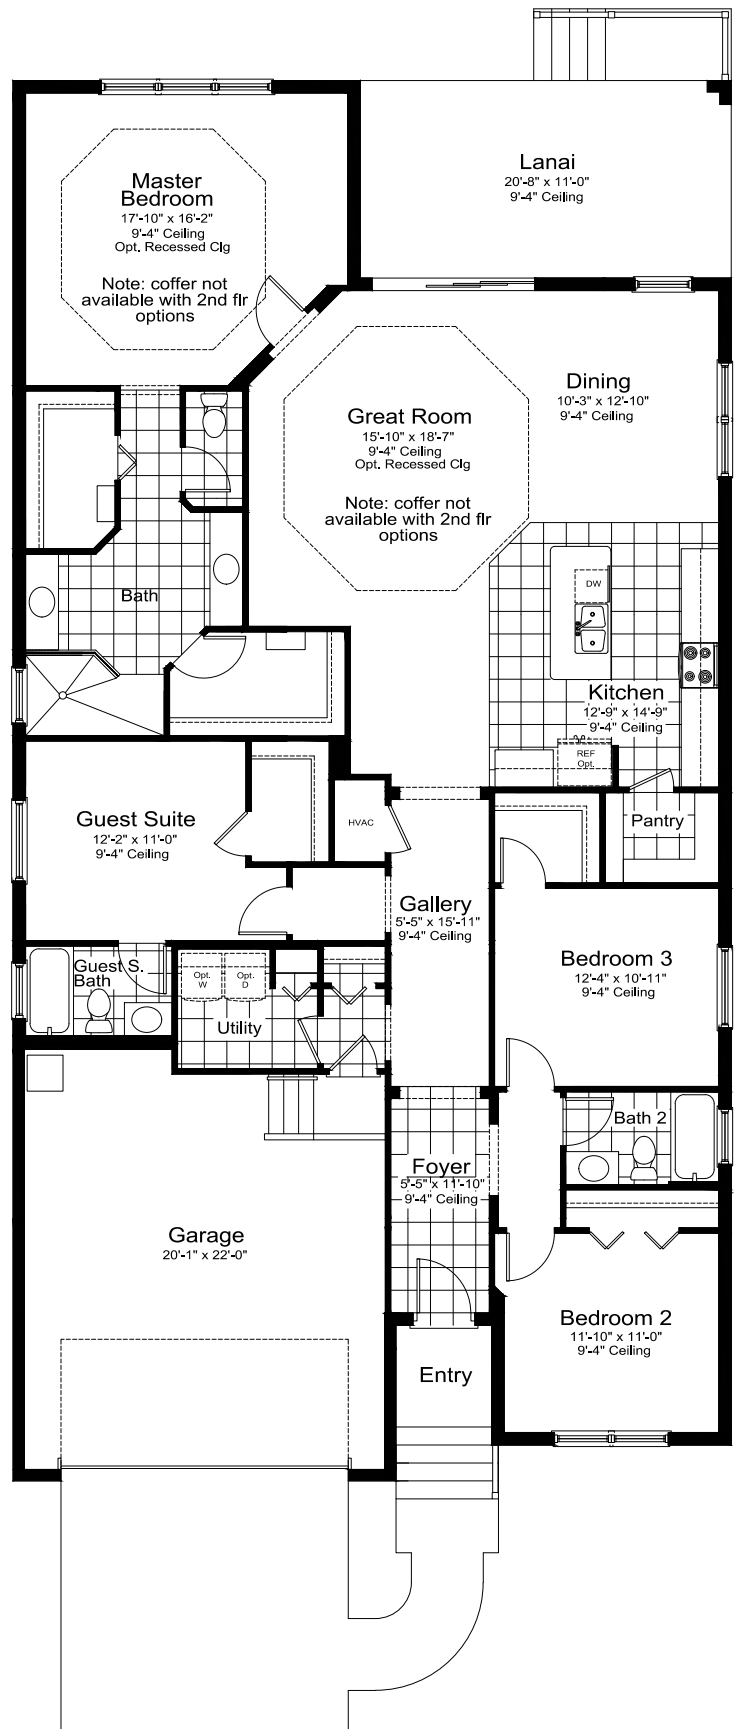 Lanai
20'-8" x 11'-0"
9'-4" Ceiling
Master
Bedroom
17'-10" x 16'-2"
9'-4" Ceiling
Opt. Recessed Clg
Note: coffer not
available with 2nd flr
options
Dining
10'-3" x 12'-10"
9'-4" Ceiling
Great Room
15'-10" x 18'-7"
9'-4" Ceiling
Opt. Recessed Clg
Note: coffer not
available with 2nd flr
options
DW
Bath
Kitchen
12'-9" x 14'-9"
9'-4" Ceiling
REF
Opt.
Guest Suite
12'-2" x 11'-0"
9'-4" Ceiling
HVAC
Pantry
Gallery
5'-5" x 15'-11"
9'-4" Ceiling
Bedroom 3
12'-4" x 10'-11"
9'-4" Ceiling
Guest S.
Bath
Opt.
W
Opt.
D
Utility
Bath 2
Foyer
5'-5" x 11'-10"
9'-4" Ceiling
Garage
20'-1" x 22'-0"
Bedroom 2
11'-10" x 11'-0"
9'-4" Ceiling
Entry